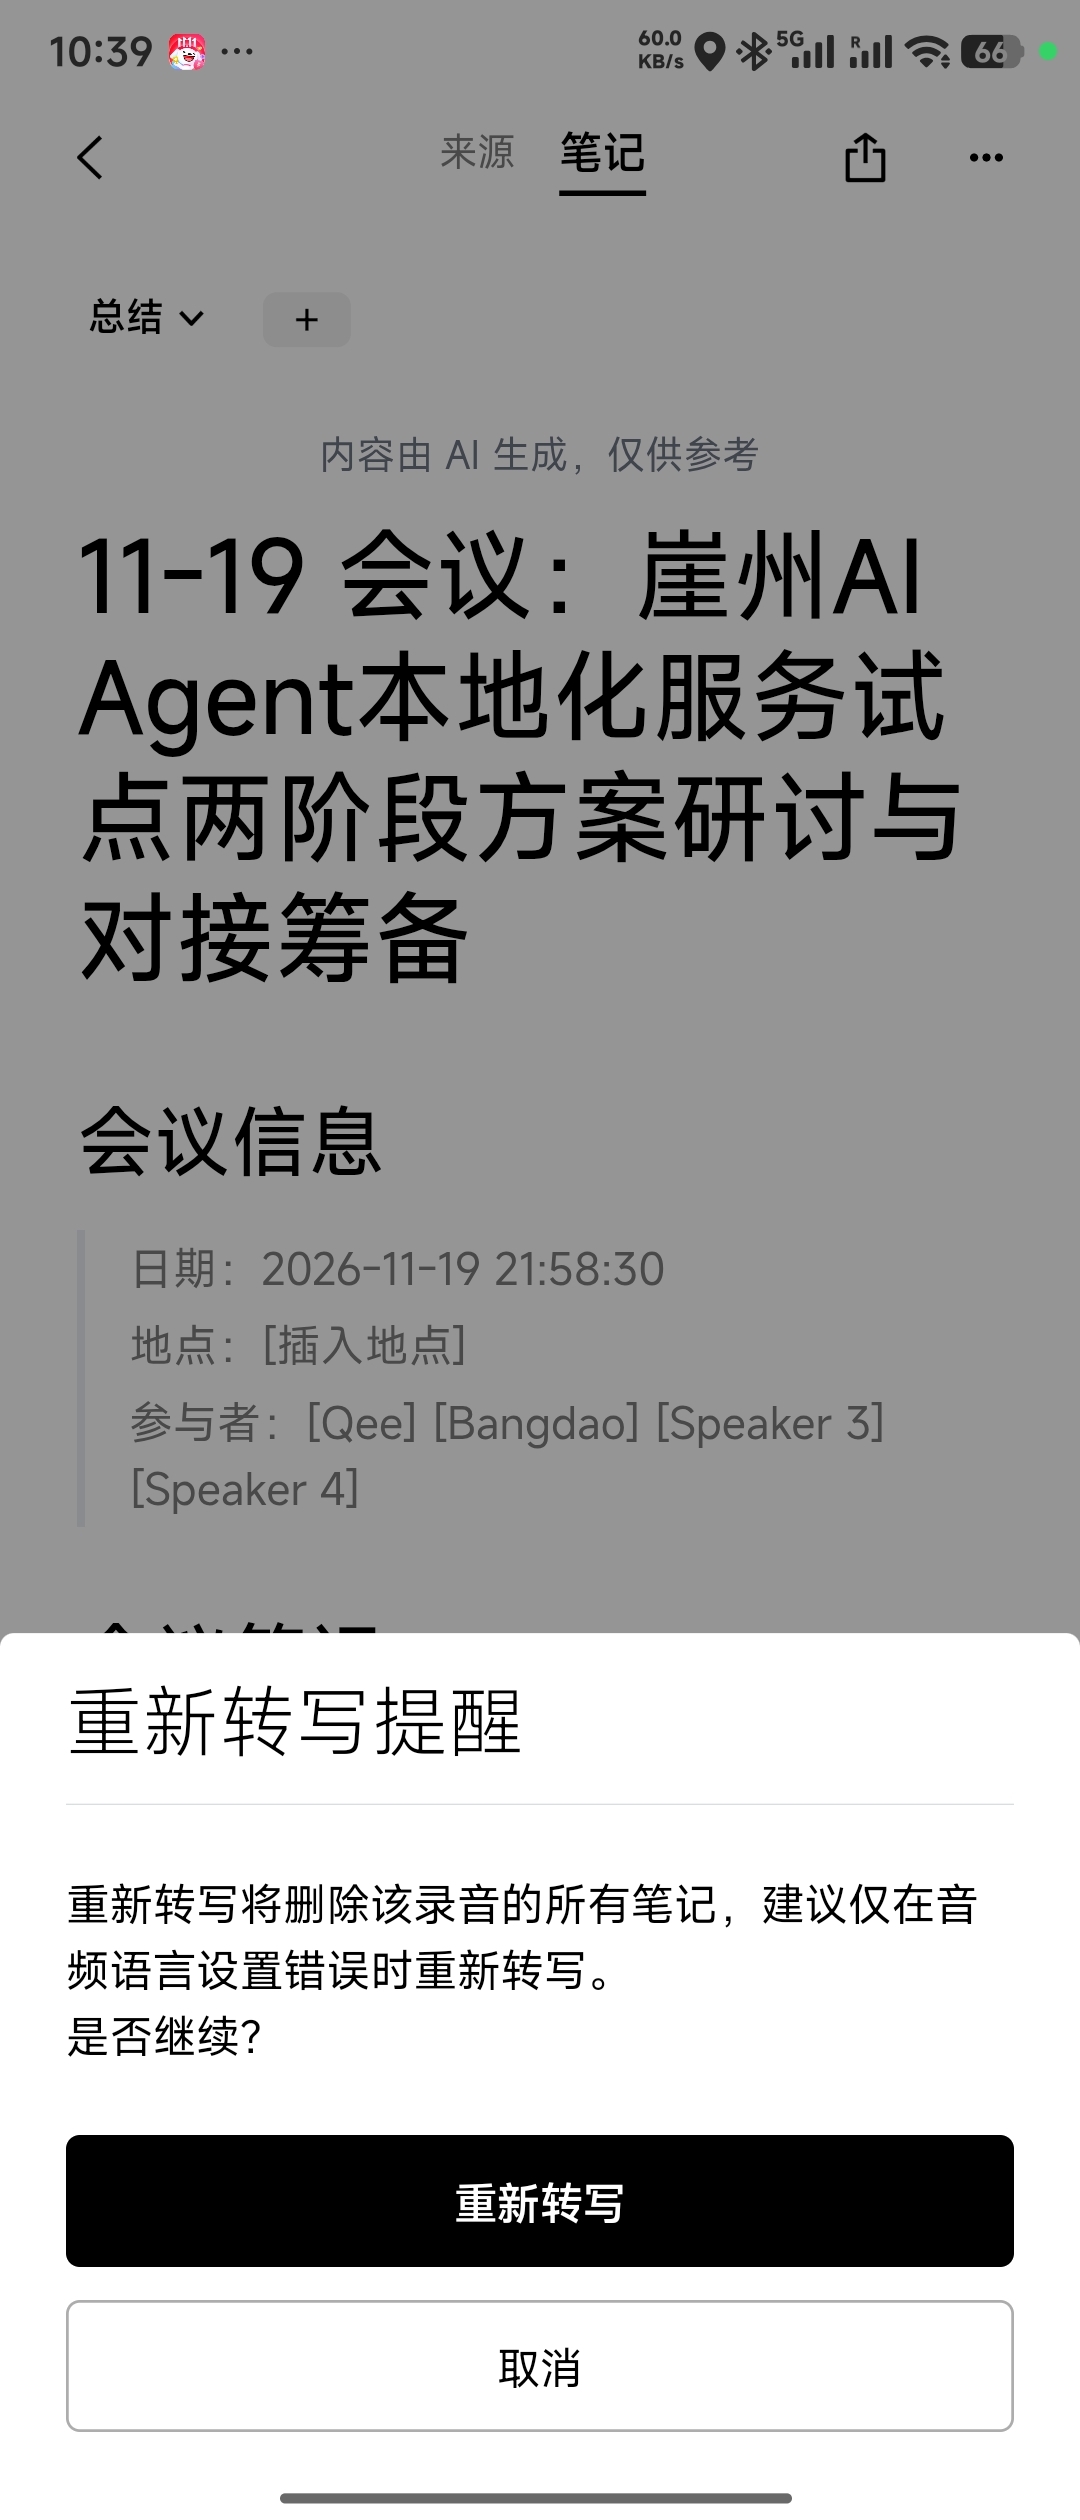 10:39
60.0
KB/s
5G
R
66
来源 笔记
总结
+
内容由 AI 生成，仅供参考
11-19 会议：崖州AI
Agent本地化服务试
点两阶段方案研讨与
对接筹备
会议信息
日期：2026-11-19 21:58:30
地点：[插入地点]
参与者：[Qee] [Bangdao] [Speaker 3]
[Speaker 4]
重新转写提醒
重新转写将删除该录音的所有笔记，建议仅在音
频语言设置错误时重新转写。
是否继续？
重新转写
取消